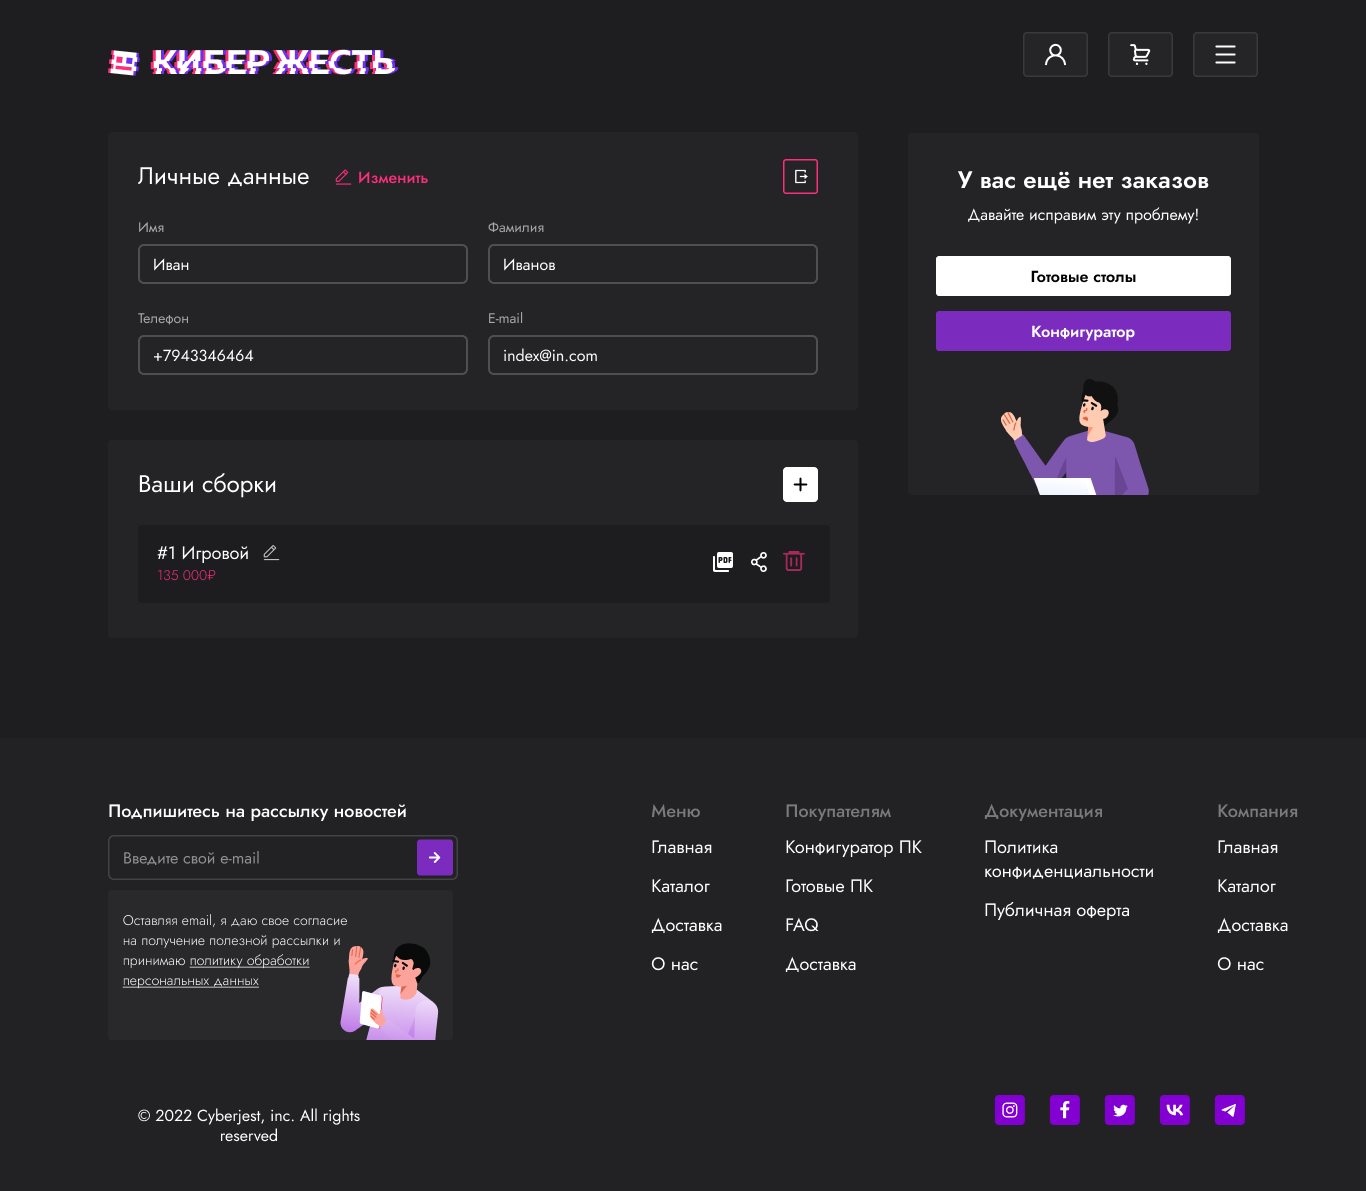 КИБЕРЖЕСТЬ
Личные данные
Изменить
Имя
Фамилия
Иван
Иванов
Телефон
E-mail
+7943346464
index@in.com
У вас ещё нет заказов
Давайте исправим эту проблему!
Готовые столы
Конфигуратор
Ваши сборки
#1 Игровой
135 000₽
PDF
Подпишитесь на рассылку новостей
Введите свой e-mail
Оставляя email, я даю свое согласие
на получение полезной рассылки и
принимаю политику обработки
персональных данных
Меню
Главная
Каталог
Доставка
О нас
Покупателям
Конфигуратор ПК
Готовые ПК
FAQ
Доставка
Документация
Политика
конфиденциальности
Публичная оферта
Компания
Главная
Каталог
Доставка
О нас
© 2022 Cyberjest, inc. All rights
reserved